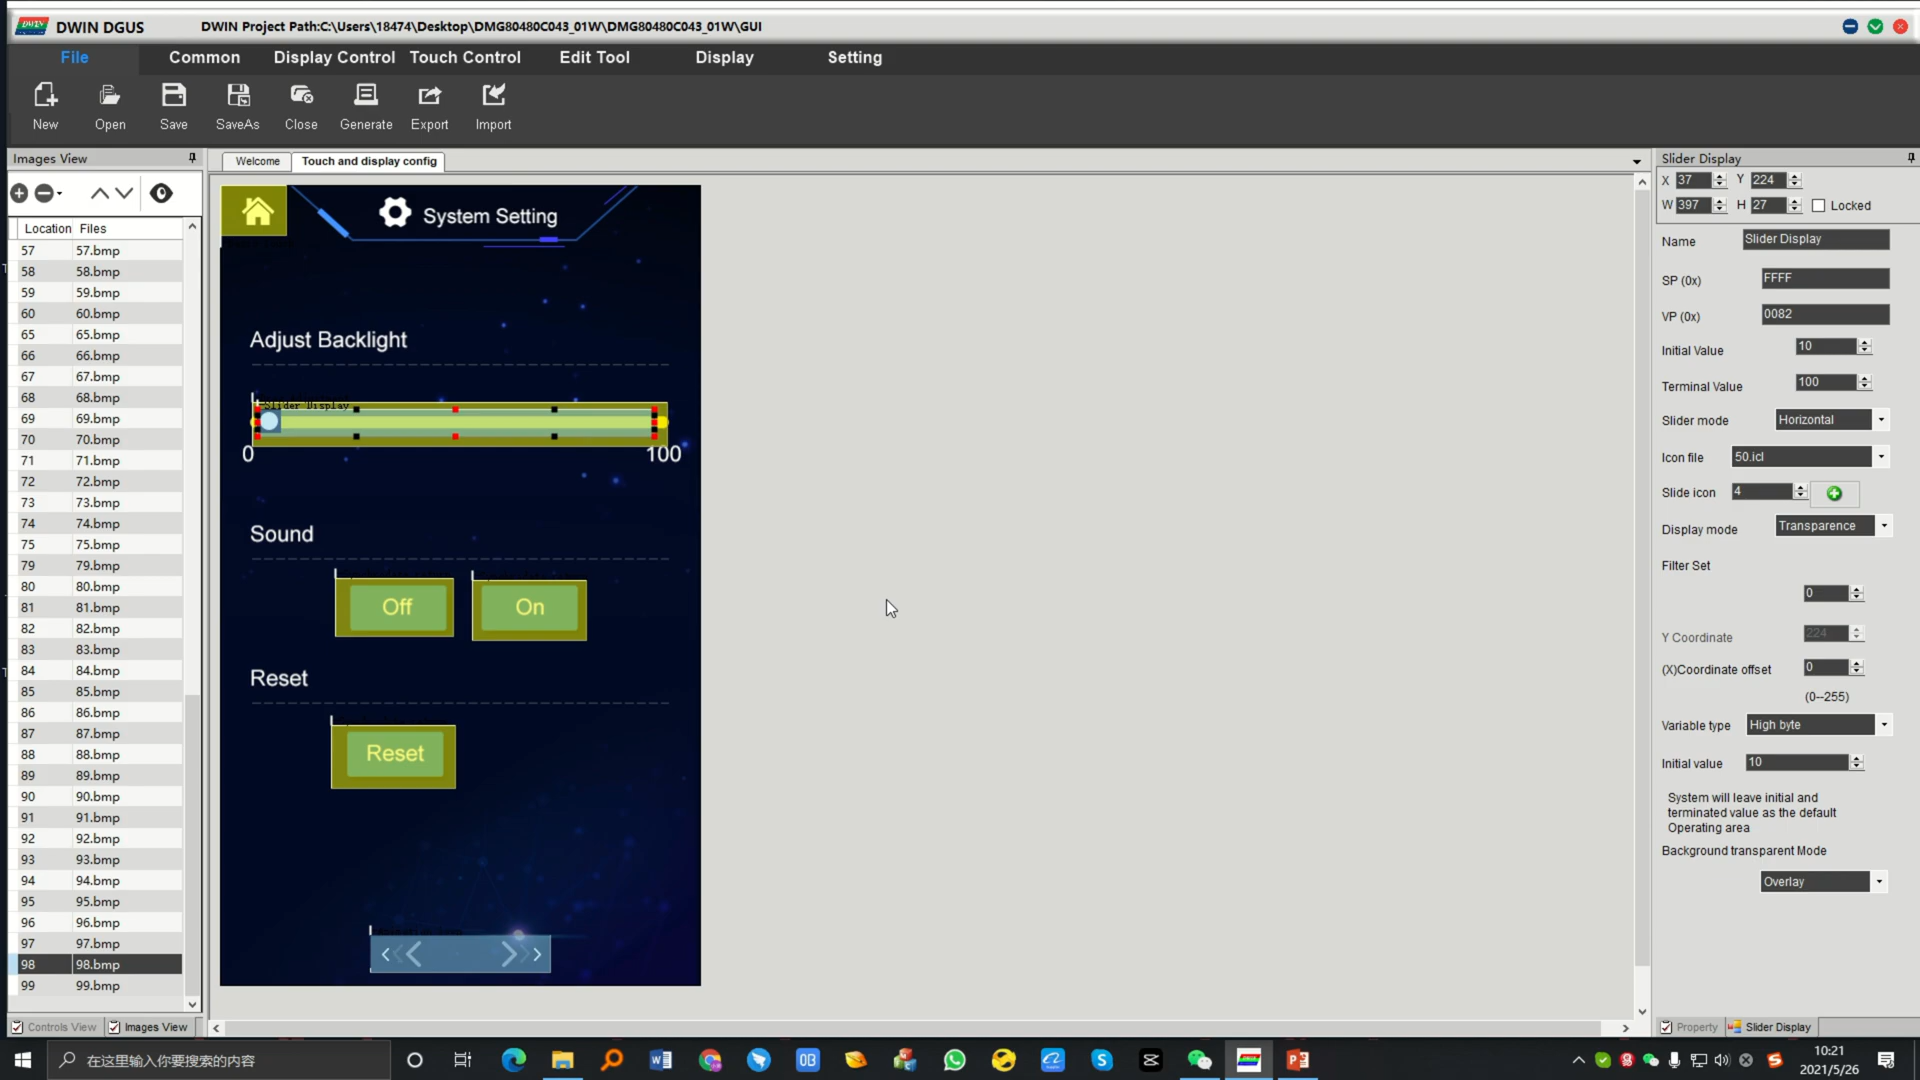 DWIN DGUS DWIN Project Path:C:\Users\18474\Desktop\DMG80480C043_01W\DMG80480C043_01W\GUI
File Common Display Control Touch Control Edit Tool Display Setting
New Open Save SaveAs Close Generate Export Import
Images View
Location Files
57 57.bmp
58 58.bmp
59 59.bmp
60 60.bmp
65 65.bmp
66 66.bmp
67 67.bmp
68 68.bmp
69 69.bmp
70 70.bmp
71 71.bmp
72 72.bmp
73 73.bmp
74 74.bmp
75 75.bmp
79 79.bmp
80 80.bmp
81 81.bmp
82 82.bmp
83 83.bmp
84 84.bmp
85 85.bmp
86 86.bmp
87 87.bmp
88 88.bmp
89 89.bmp
90 90.bmp
91 91.bmp
92 92.bmp
93 93.bmp
94 94.bmp
95 95.bmp
96 96.bmp
97 97.bmp
98 98.bmp
99 99.bmp
Controls View Images View
Welcome Touch and display config
System Setting
Adjust Backlight
Slider Display
0 100
Sound
Off On
Reset
Reset
Slider Display
X 37 Y 224
W 397 H 27 Locked
Name Slider Display
SP (0x) FFFF
VP (0x) 0082
Initial Value 10
Terminal Value 100
Slider mode Horizontal
Icon file 50.icl
Slide icon 4
Display mode Transparence
Filter Set
0
Y Coordinate 224
(X)Coordinate offset 0
(0--255)
Variable type High byte
Initial value 10
System will leave initial and
terminated value as the default
Operating area
Background transparent Mode
Overlay
Property Slider Display
在这里输入你要搜索的内容
10:21
2021/5/26